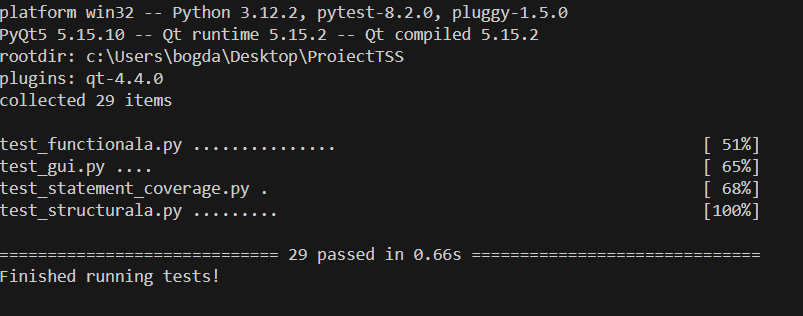 platform win32 -- Python 3.12.2, pytest-8.2.0, pluggy-1.5.0
PyQt5 5.15.10 -- Qt runtime 5.15.2 -- Qt compiled 5.15.2
rootdir: c:\Users\bogda\Desktop\ProiectTSS
plugins: qt-4.4.0
collected 29 items
test_functionala.py ............... [ 51%]
test_gui.py .... [ 65%]
test_statement_coverage.py . [ 68%]
test_structurala.py ......... [100%]
============================= 29 passed in 0.66s ==============================
Finished running tests!